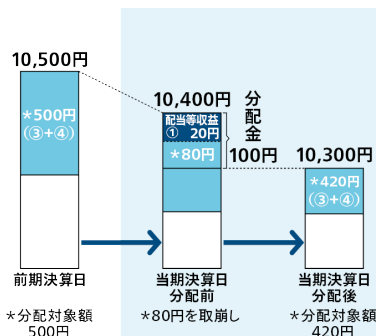 10,500円
*500円
(③+④)
前期決算日
*分配対象額
500円
10,400円
配当等収益
① 20円
*80円
分配金
100円
当期決算日
分配前
*80円を取崩し
10,300円
*420円
(③+④)
当期決算日
分配後
*分配対象額
420円